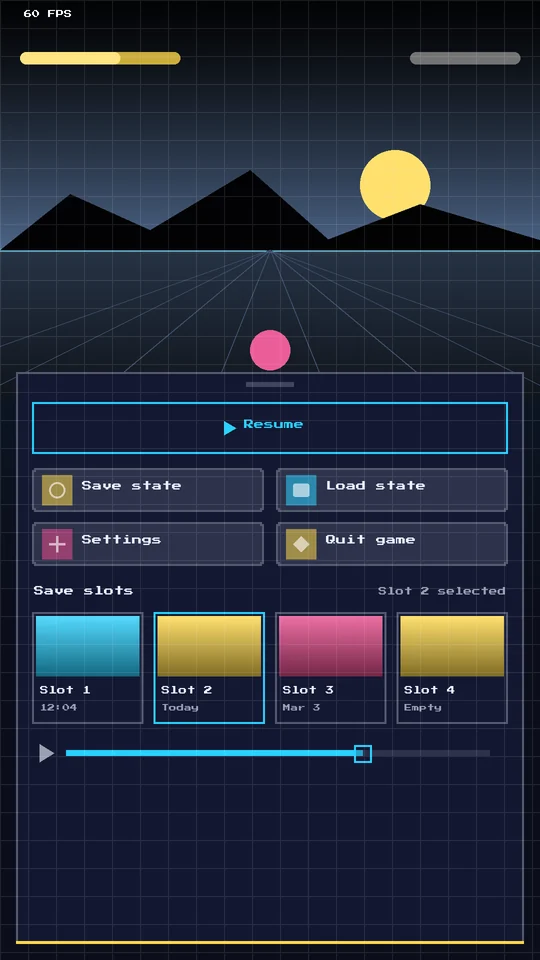 60 FPS
Resume
Save state
Load state
Settings
Quit game
Save slots
Slot 2 selected
Slot 1
12:04
Slot 2
Today
Slot 3
Mar 3
Slot 4
Empty